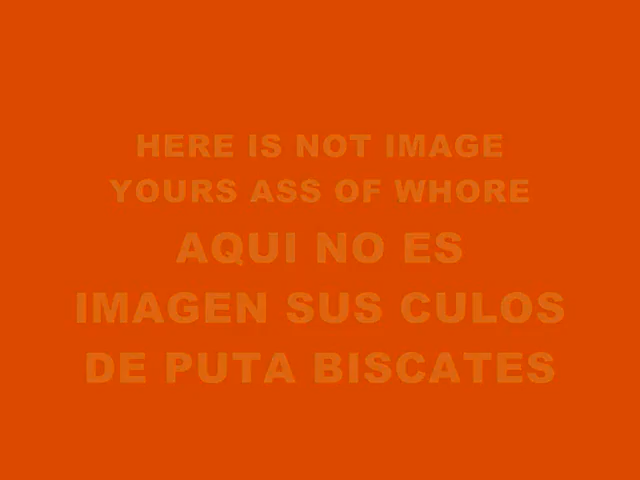 HERE IS NOT IMAGE
YOURS ASS OF WHORE
AQUI NO ES
IMAGEN SUS CULOS
DE PUTA BISCATES